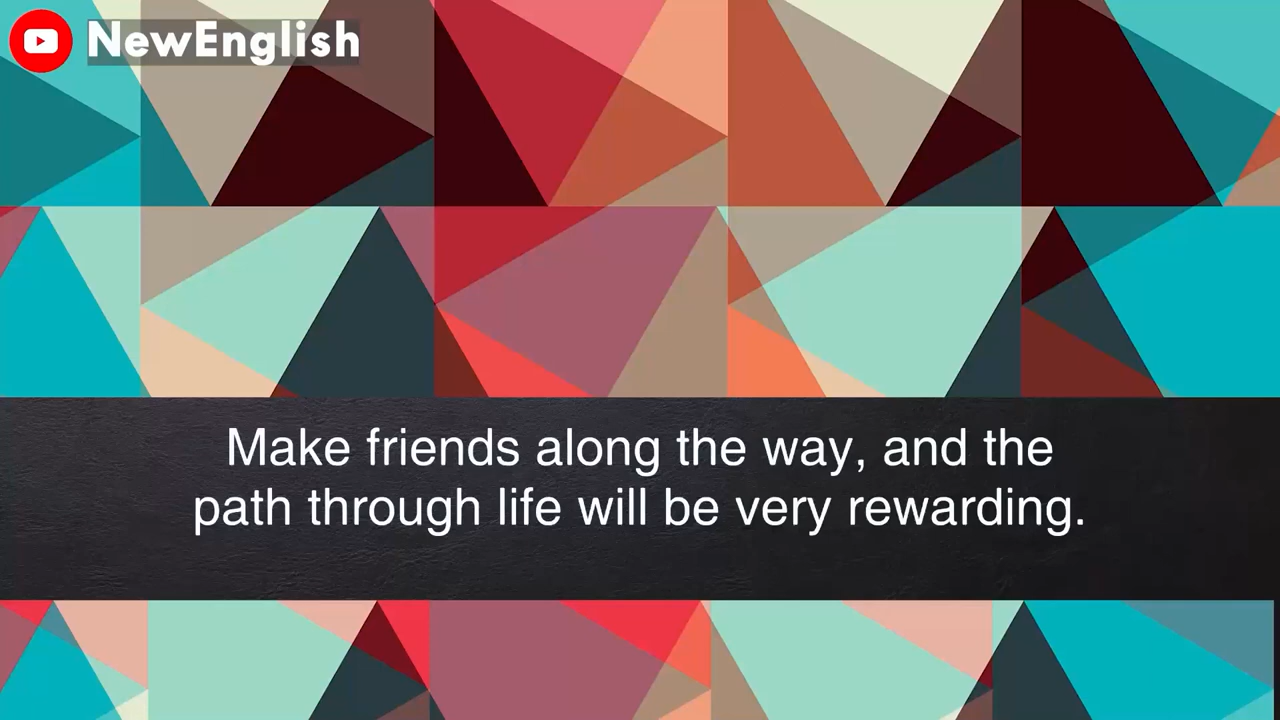 NewEnglish
Make friends along the way, and the
path through life will be very rewarding.